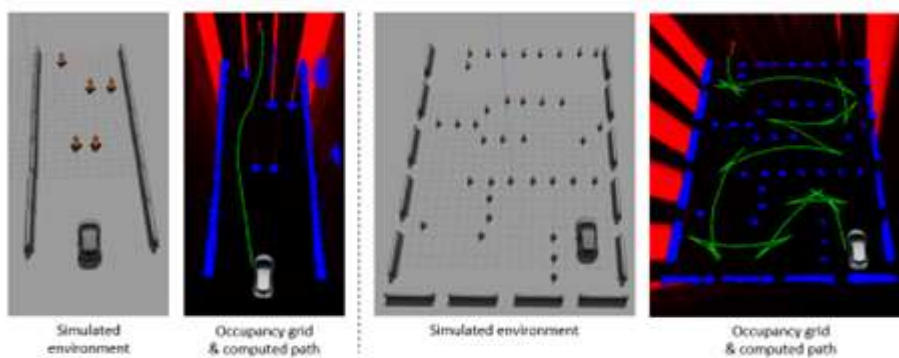 Simulated
environment
Occupancy grid
& computed path
Simulated environment
Occupancy grid
& computed path